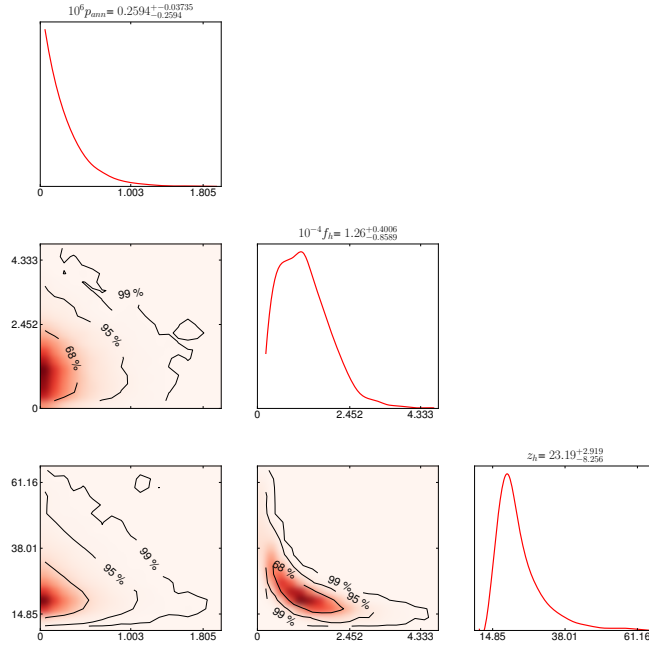 10^6 p_ann = 0.2594^{+-0.03735}_{-0.2594}
0 1.003 1.805
10^-4 f_h = 1.26^{+0.4006}_{-0.8589}
4.333
2.452
0
99 %
95 %
68 %
0 2.452 4.333
z_h = 23.19^{+2.919}_{-8.256}
61.16
38.01
14.85
99 %
95 %
0 1.003 1.805
68 %
99 %
95 %
99 %
0 2.452 4.333
14.85 38.01 61.16